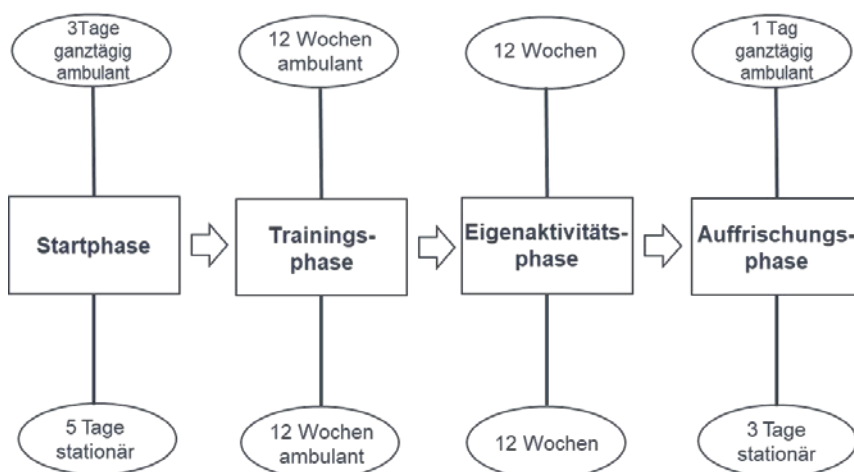 3Tage
ganztägig
ambulant
12 Wochen
ambulant
12 Wochen
1 Tag
ganztägig
ambulant
Startphase
Trainings-
phase
Eigenaktivitäts-
phase
Auffrischungs-
phase
5 Tage
stationär
12 Wochen
ambulant
12 Wochen
3 Tage
stationär